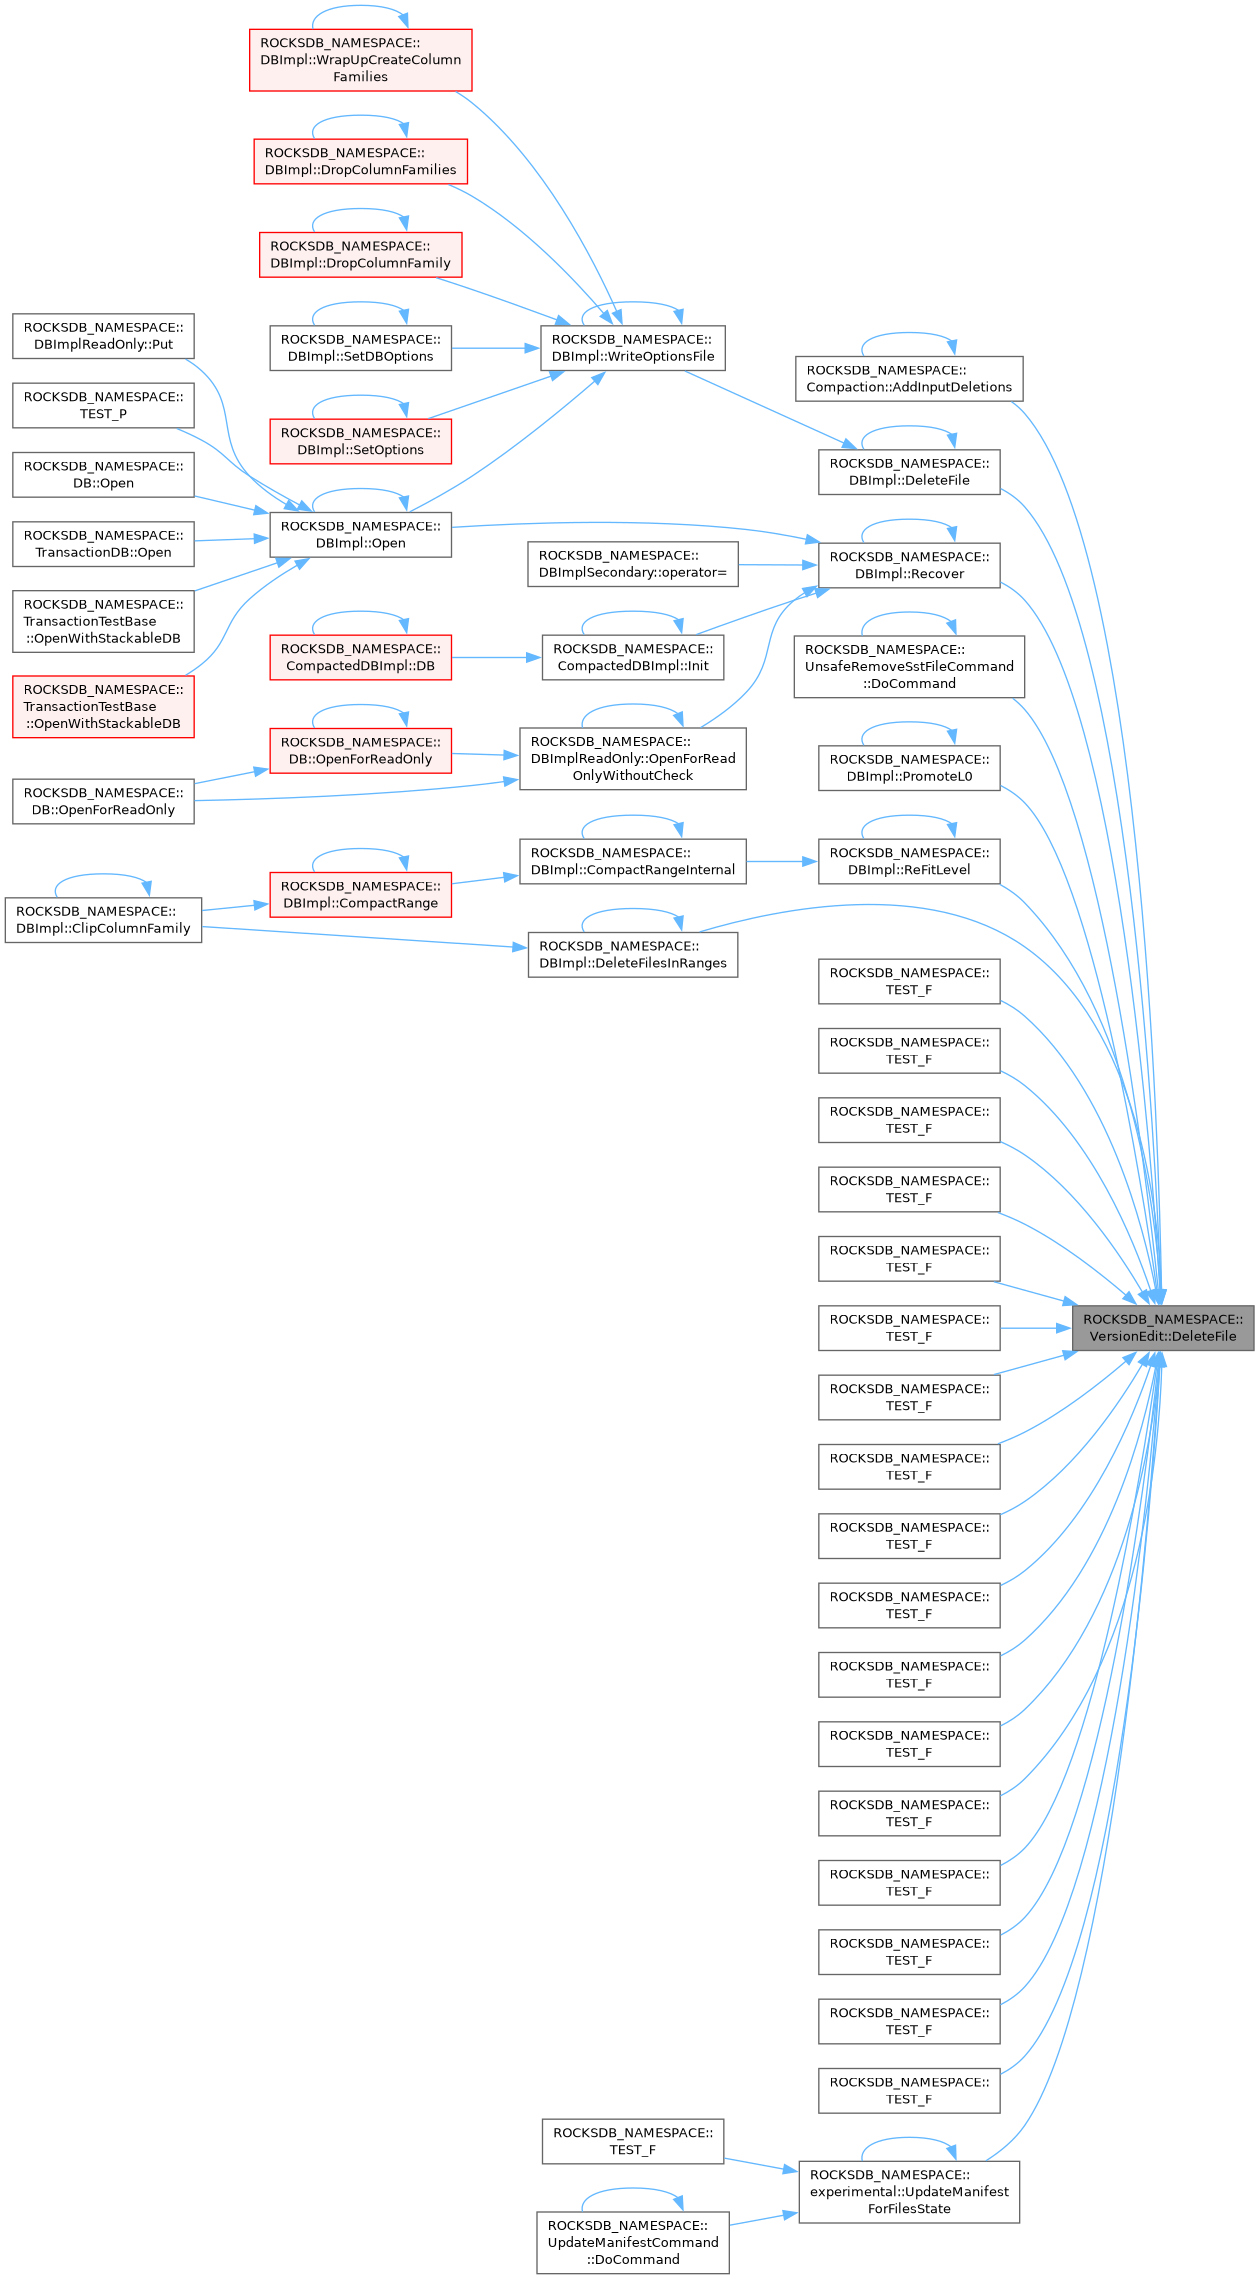 ROCKSDB_NAMESPACE::
DBImpl::WrapUpCreateColumn
Families
ROCKSDB_NAMESPACE::
DBImpl::DropColumnFamilies
ROCKSDB_NAMESPACE::
DBImpl::DropColumnFamily
ROCKSDB_NAMESPACE::
DBImplReadOnly::Put
ROCKSDB_NAMESPACE::
DBImpl::SetDBOptions
ROCKSDB_NAMESPACE::
DBImpl::WriteOptionsFile
ROCKSDB_NAMESPACE::
Compaction::AddInputDeletions
ROCKSDB_NAMESPACE::
TEST_P
ROCKSDB_NAMESPACE::
DBImpl::SetOptions
ROCKSDB_NAMESPACE::
DB::Open
ROCKSDB_NAMESPACE::
DBImpl::DeleteFile
ROCKSDB_NAMESPACE::
TransactionDB::Open
ROCKSDB_NAMESPACE::
DBImpl::Open
ROCKSDB_NAMESPACE::
DBImplSecondary::operator=
ROCKSDB_NAMESPACE::
DBImpl::Recover
ROCKSDB_NAMESPACE::
TransactionTestBase
::OpenWithStackableDB
ROCKSDB_NAMESPACE::
CompactedDBImpl::DB
ROCKSDB_NAMESPACE::
CompactedDBImpl::Init
ROCKSDB_NAMESPACE::
UnsafeRemoveSstFileCommand
::DoCommand
ROCKSDB_NAMESPACE::
TransactionTestBase
::OpenWithStackableDB
ROCKSDB_NAMESPACE::
DB::OpenForReadOnly
ROCKSDB_NAMESPACE::
DBImplReadOnly::OpenForRead
OnlyWithoutCheck
ROCKSDB_NAMESPACE::
DBImpl::PromoteL0
ROCKSDB_NAMESPACE::
DB::OpenForReadOnly
ROCKSDB_NAMESPACE::
DBImpl::CompactRangeInternal
ROCKSDB_NAMESPACE::
DBImpl::ReFitLevel
ROCKSDB_NAMESPACE::
DBImpl::ClipColumnFamily
ROCKSDB_NAMESPACE::
DBImpl::CompactRange
ROCKSDB_NAMESPACE::
DBImpl::DeleteFilesInRanges
ROCKSDB_NAMESPACE::
TEST_F
ROCKSDB_NAMESPACE::
TEST_F
ROCKSDB_NAMESPACE::
TEST_F
ROCKSDB_NAMESPACE::
TEST_F
ROCKSDB_NAMESPACE::
TEST_F
ROCKSDB_NAMESPACE::
TEST_F
ROCKSDB_NAMESPACE::
VersionEdit::DeleteFile
ROCKSDB_NAMESPACE::
TEST_F
ROCKSDB_NAMESPACE::
TEST_F
ROCKSDB_NAMESPACE::
TEST_F
ROCKSDB_NAMESPACE::
TEST_F
ROCKSDB_NAMESPACE::
TEST_F
ROCKSDB_NAMESPACE::
TEST_F
ROCKSDB_NAMESPACE::
TEST_F
ROCKSDB_NAMESPACE::
TEST_F
ROCKSDB_NAMESPACE::
TEST_F
ROCKSDB_NAMESPACE::
TEST_F
ROCKSDB_NAMESPACE::
TEST_F
ROCKSDB_NAMESPACE::
TEST_F
ROCKSDB_NAMESPACE::
experimental::UpdateManifest
ForFilesState
ROCKSDB_NAMESPACE::
UpdateManifestCommand
::DoCommand